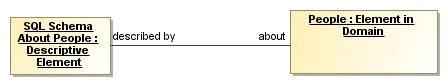 SQL Schema
About People :
Descriptive
Element
described by
about
People : Element in
Domain